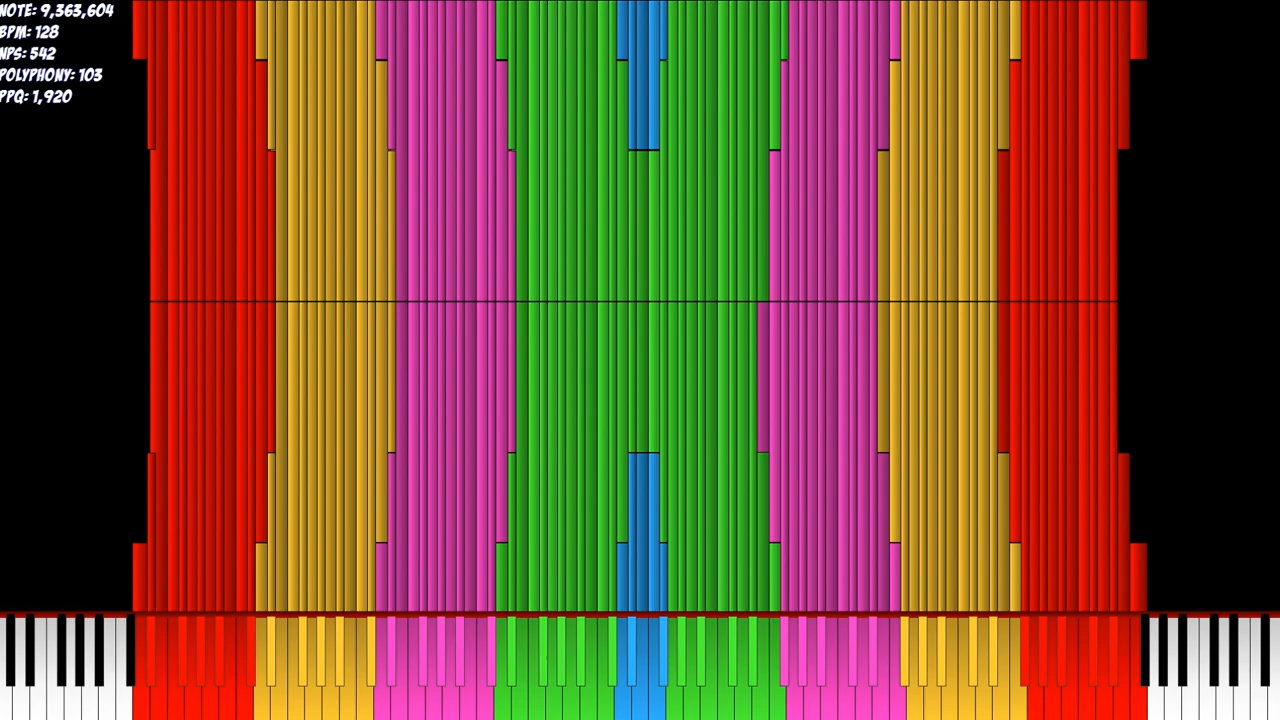 NOTE: 9,363,604
BPM: 128
NPS: 542
POLYPHONY: 103
PPQ: 1,920